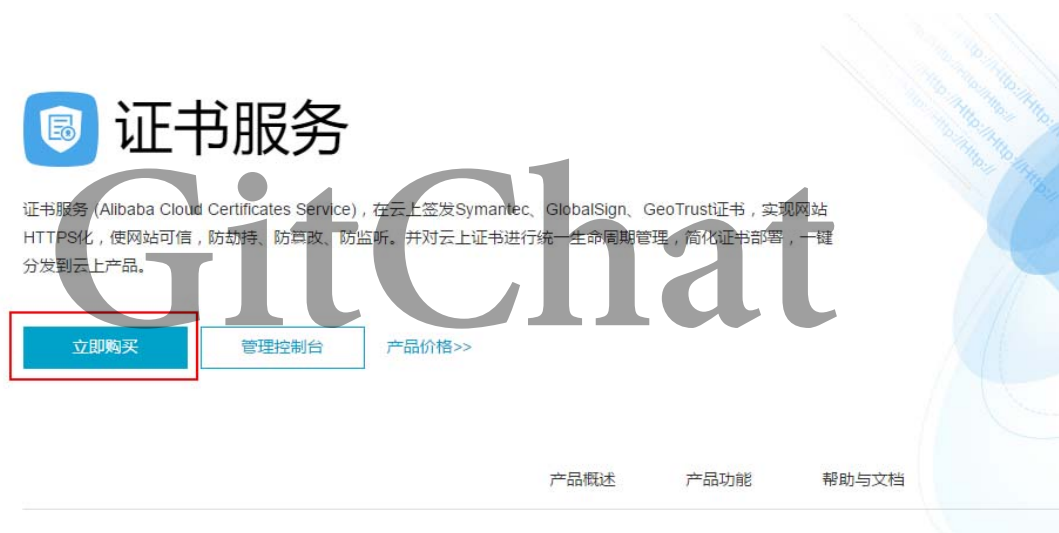 证书服务
证书服务 (Alibaba Cloud Certificates Service)，在云上签发Symantec、GlobalSign、GeoTrust证书，实现网站
HTTPS化，使网站可信，防劫持、防篡改、防监听。并对云上证书进行统一生命周期管理，简化证书部署，一键
分发到云上产品。
GitChat
立即购买
管理控制台
产品价格>>
产品概述
产品功能
帮助与文档